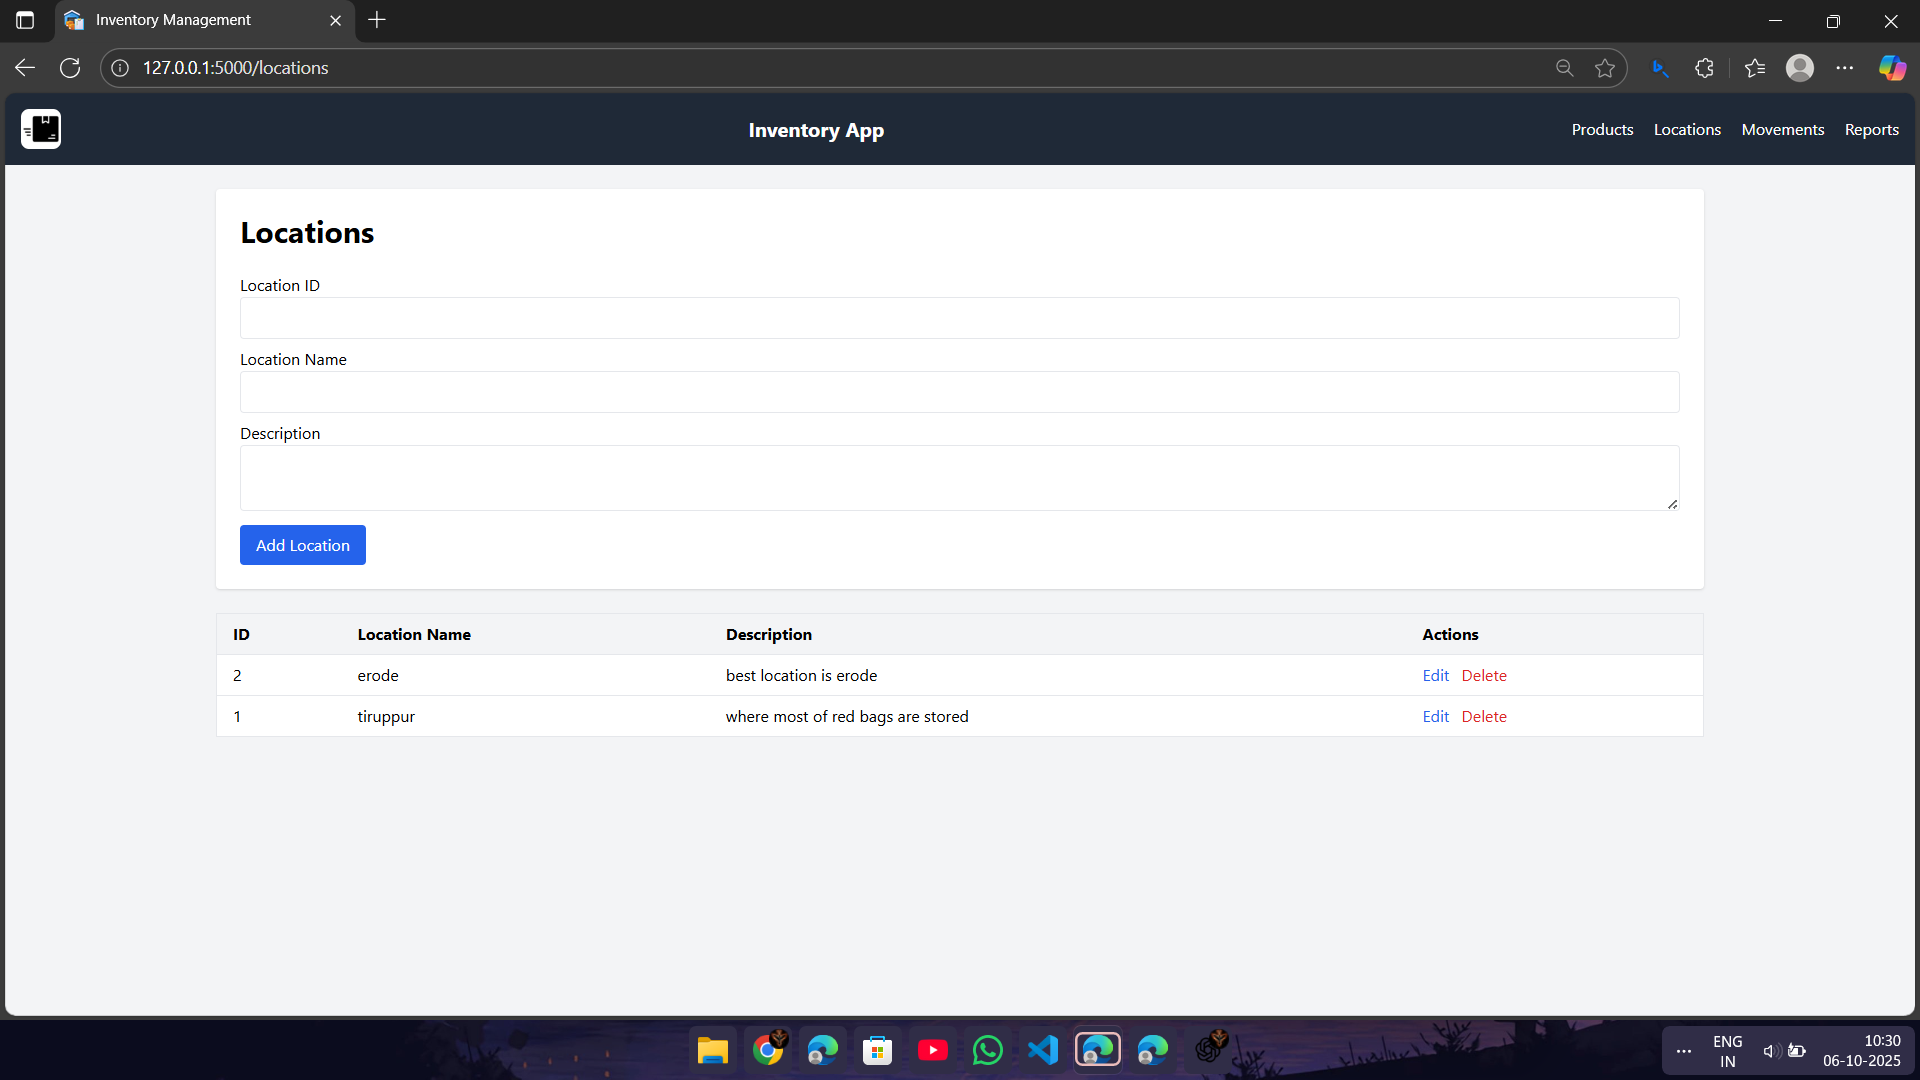 Inventory Management
127.0.0.1:5000/locations
Inventory App
Products Locations Movements Reports
Locations
Location ID
Location Name
Description
Add Location
ID Location Name Description Actions
2 erode best location is erode Edit Delete
1 tiruppur where most of red bags are stored Edit Delete
ENG
IN
10:30
06-10-2025